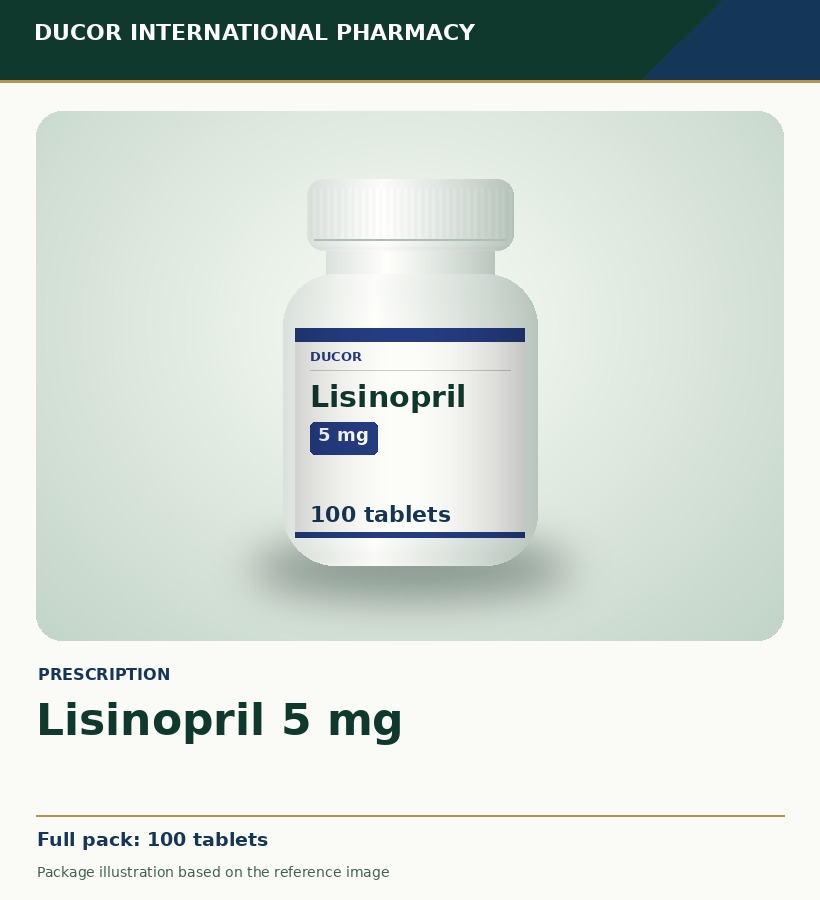 DUCOR INTERNATIONAL PHARMACY
DUCOR
Lisinopril
5 mg
100 tablets
PRESCRIPTION
Lisinopril 5 mg
Full pack: 100 tablets
Package illustration based on the reference image